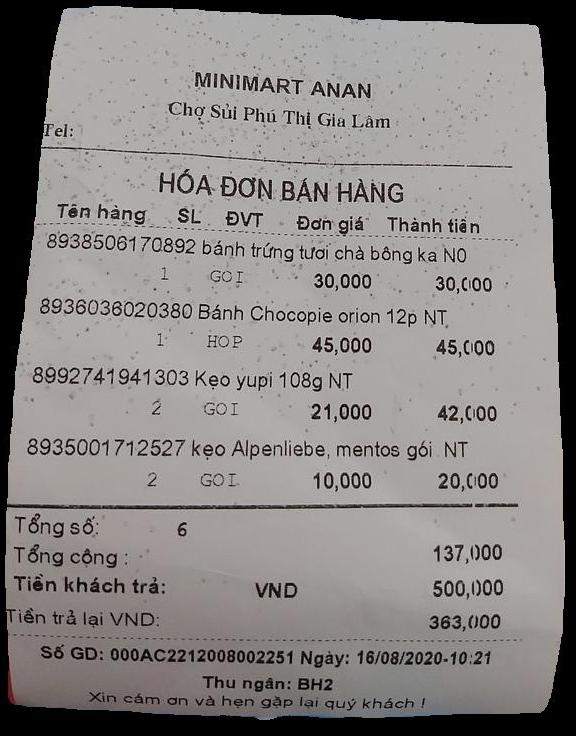 MINIMART ANAN
Chợ Sủi Phú Thị Gia Lâm
Tel:
HÓA ĐƠN BÁN HÀNG
Tên hàng SL ĐVT Đơn giá Thành tiền
8938506170892 bánh trứng tươi chà bông ka N0
1 GOI 30,000 30,000
8936036020380 Bánh Chocopie orion 12p NT
1 HOP 45,000 45,000
8992741941303 Kẹo yupi 108g NT
2 GOI 21,000 42,000
8935001712527 kẹo Alpenliebe, mentos gói NT
2 GOI 10,000 20,000
Tổng số: 6
Tổng cộng : 137,000
Tiền khách trả: VND 500,000
Tiền trả lại VND: 363,000
Số GD: 000AC2212008002251 Ngày: 16/08/2020-10:21
Thu ngân: BH2
Xin cảm ơn và hẹn gặp lại quý khách !